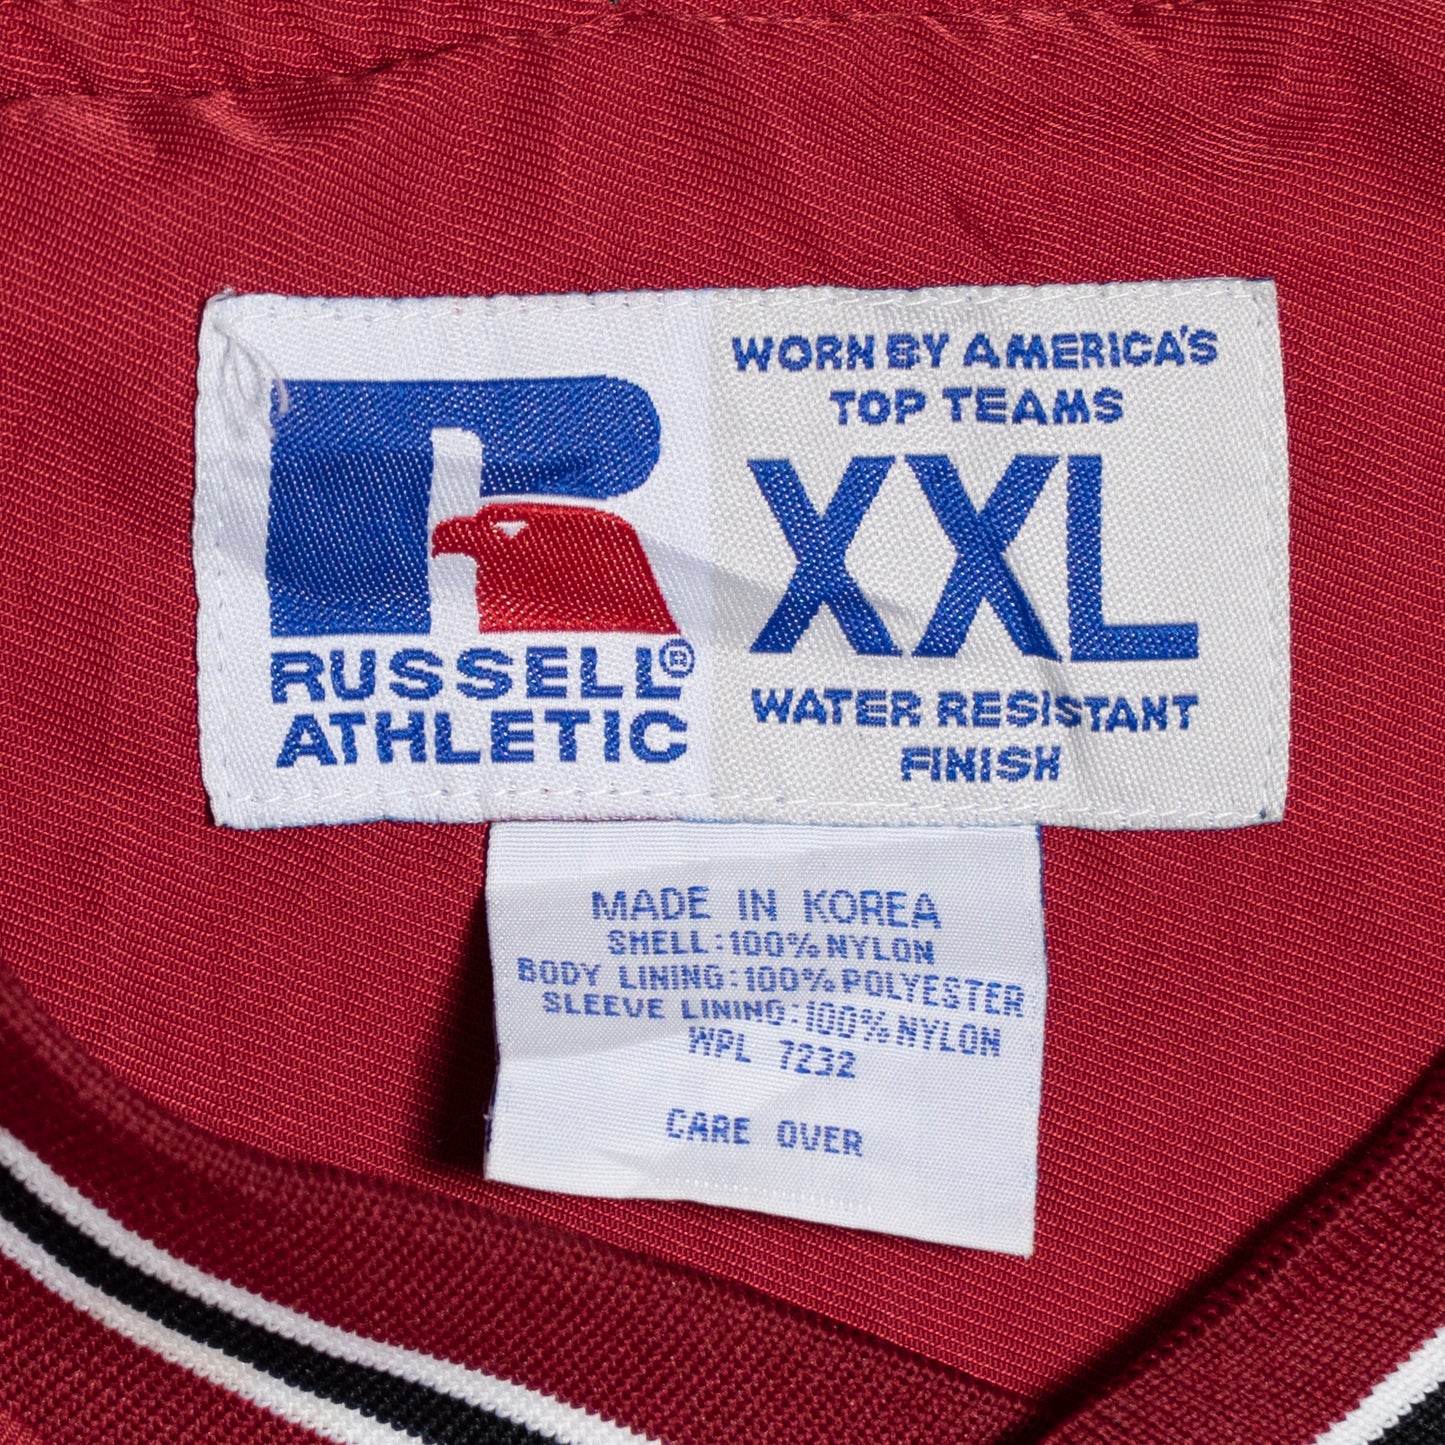 RUSSELL®
ATHLETIC
WORN BY AMERICA'S
TOP TEAMS
XXL
WATER RESISTANT
FINISH
MADE IN KOREA
SHELL:100% NYLON
BODY LINING:100% POLYESTER
SLEEVE LINING:100% NYLON
WPL 7232
CARE OVER